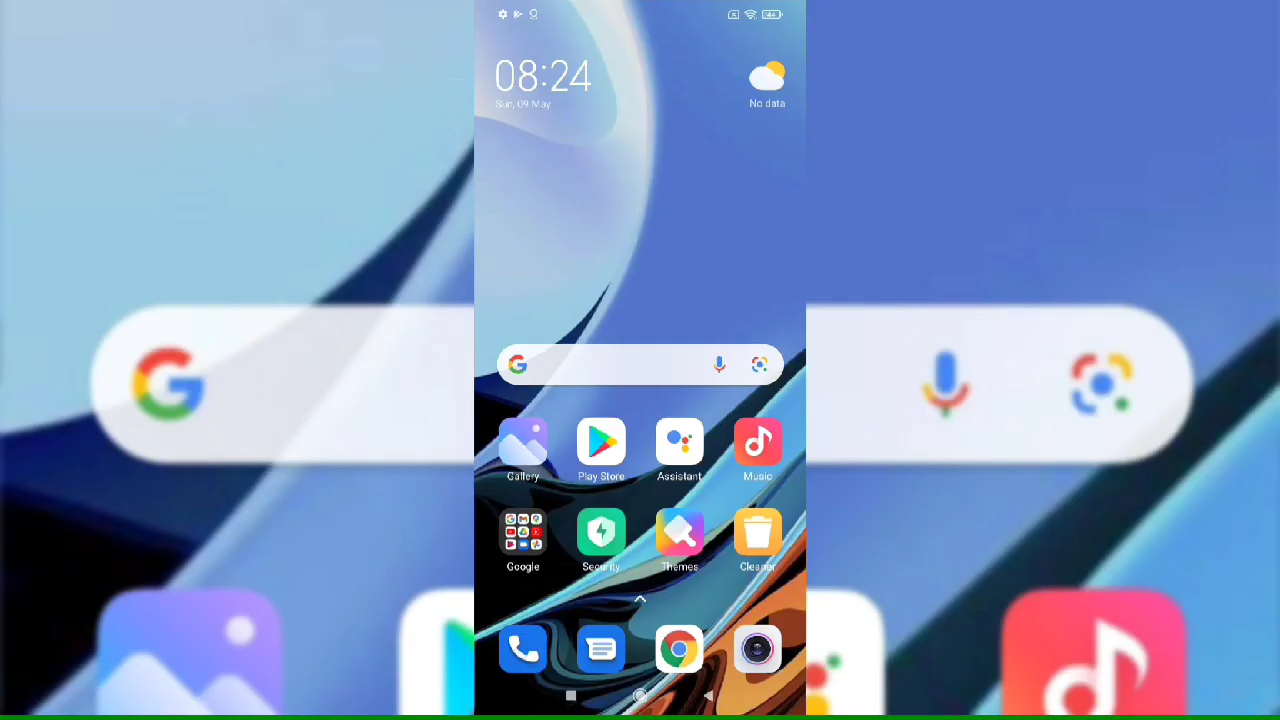 08:24
Sun, 09 May
No data
Gallery
Play Store
Assistant
Music
Google
Security
Themes
Cleaner